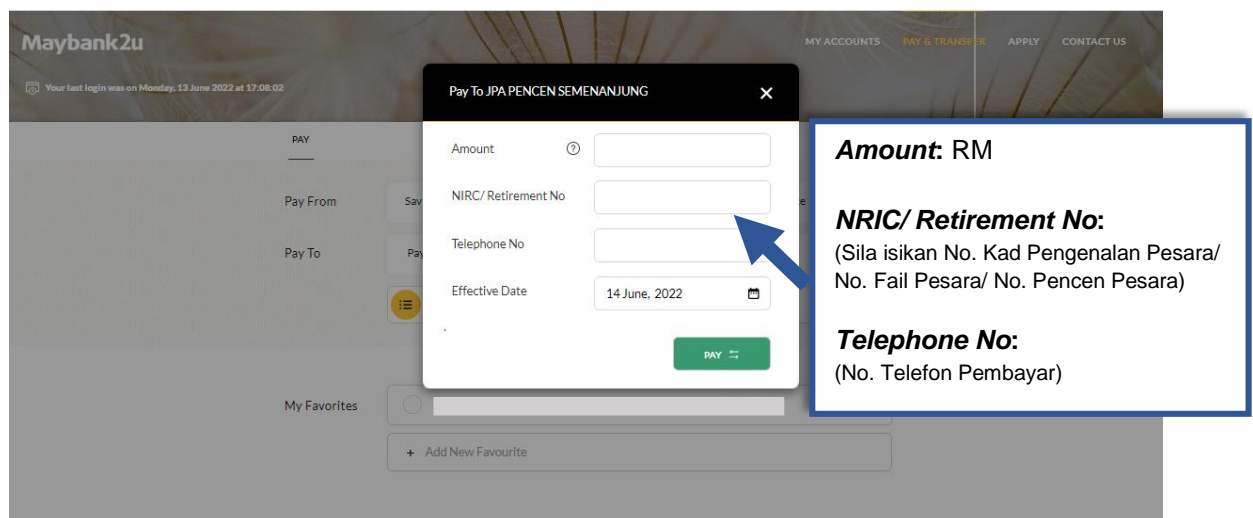 Maybank2u
MY ACCOUNTS PAY & TRANSFER APPLY CONTACT US
Your last login was on Monday, 13 June 2022 at 17:08:02
Pay To JPA PENCEN SEMENANJUNG
PAY
Amount
NIRC/ Retirement No
Telephone No
Effective Date
14 June, 2022
PAY
Pay From
Sav
Pay To
Pay
My Favorites
+ Add New Favourite
Amount: RM
NRIC/ Retirement No:
(Sila isikan No. Kad Pengenalan Pesara/
No. Fail Pesara/ No. Pencen Pesara)
Telephone No:
(No. Telefon Pembayar)